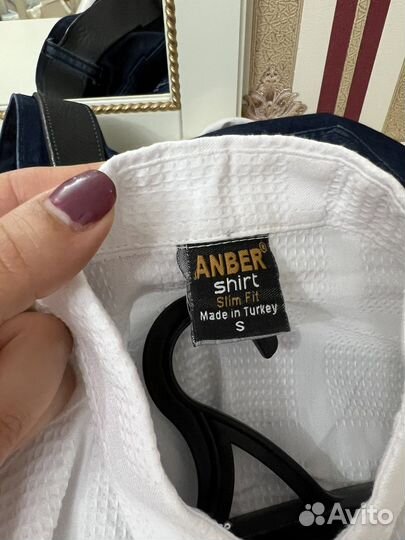 ANBER®
shirt
Slim Fit
Made in Turkey
S
Avito